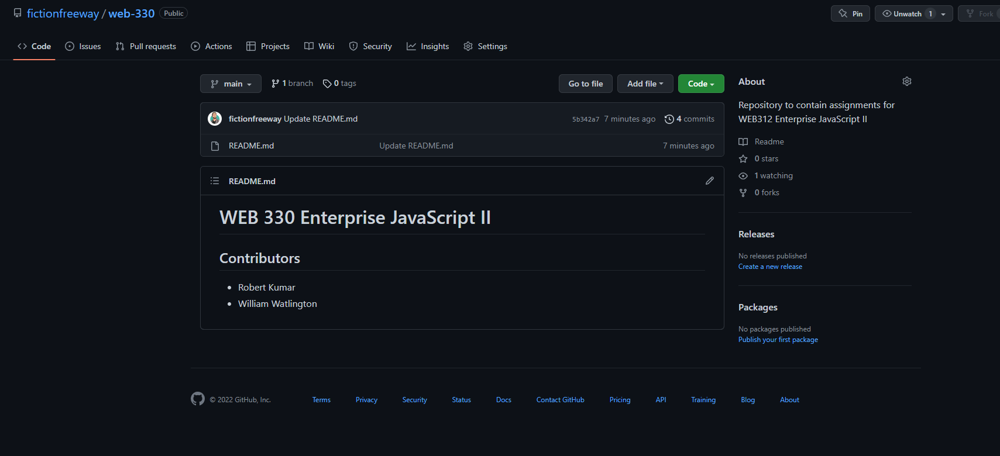 fictionfreeway / web-330 Public
Pin
Unwatch 1
Fork
Code
Issues
Pull requests
Actions
Projects
Wiki
Security
Insights
Settings
main
1 branch
0 tags
Go to file
Add file
Code
fictionfreeway Update README.md 5b342a7 7 minutes ago 4 commits
README.md Update README.md 7 minutes ago
README.md
WEB 330 Enterprise JavaScript II
Contributors
Robert Kumar
William Watlington
About
Repository to contain assignments for
WEB312 Enterprise JavaScript II
Readme
0 stars
1 watching
0 forks
Releases
No releases published
Create a new release
Packages
No packages published
Publish your first package
© 2022 GitHub, Inc. Terms Privacy Security Status Docs Contact GitHub Pricing API Training Blog About